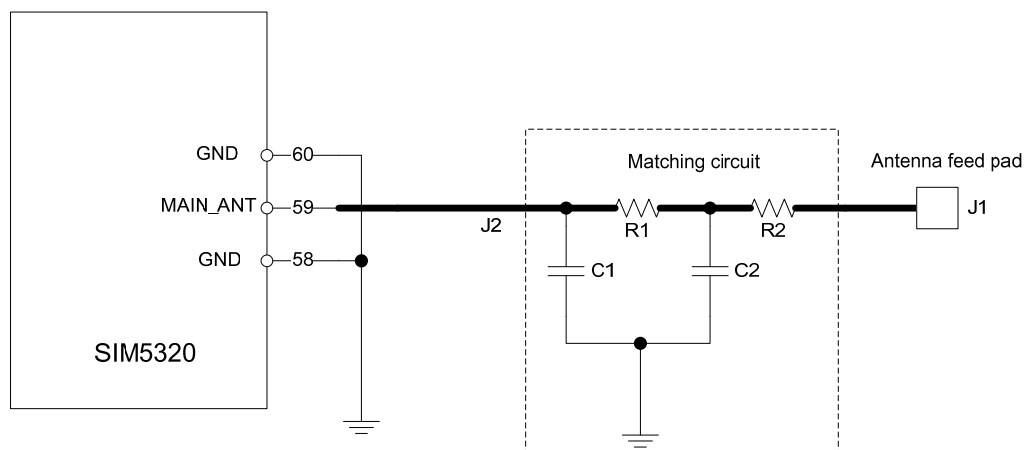 GND 60
Matching circuit
Antenna feed pad
MAIN_ANT 59
J2
R1
R2
J1
GND 58
C1
C2
SIM5320